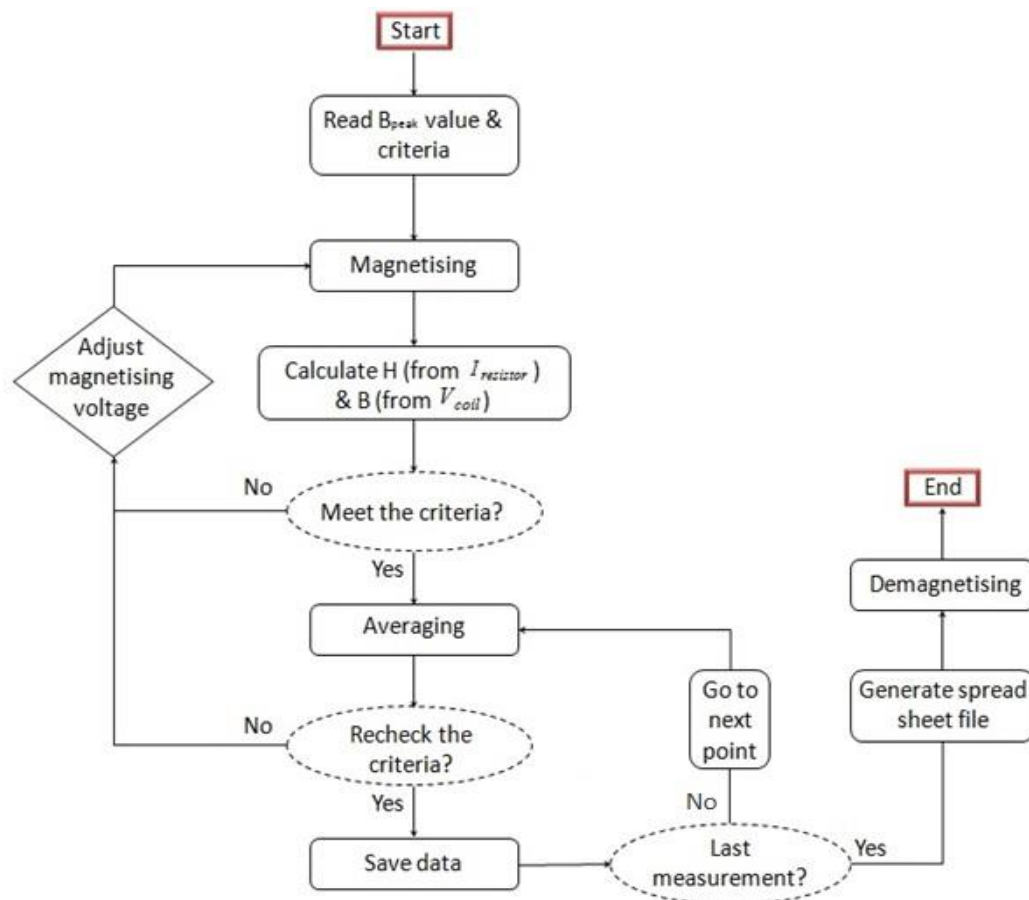 Start
Read Bpeak value &
criteria
Magnetising
Adjust
magnetising
voltage
Calculate H (from Iresistor)
& B (from Vcoil)
No
Meet the criteria?
Yes
End
Demagnetising
Averaging
Go to
next
point
Generate spread
sheet file
No
Recheck the
criteria?
Yes
No
Save data
Last
measurement?
Yes